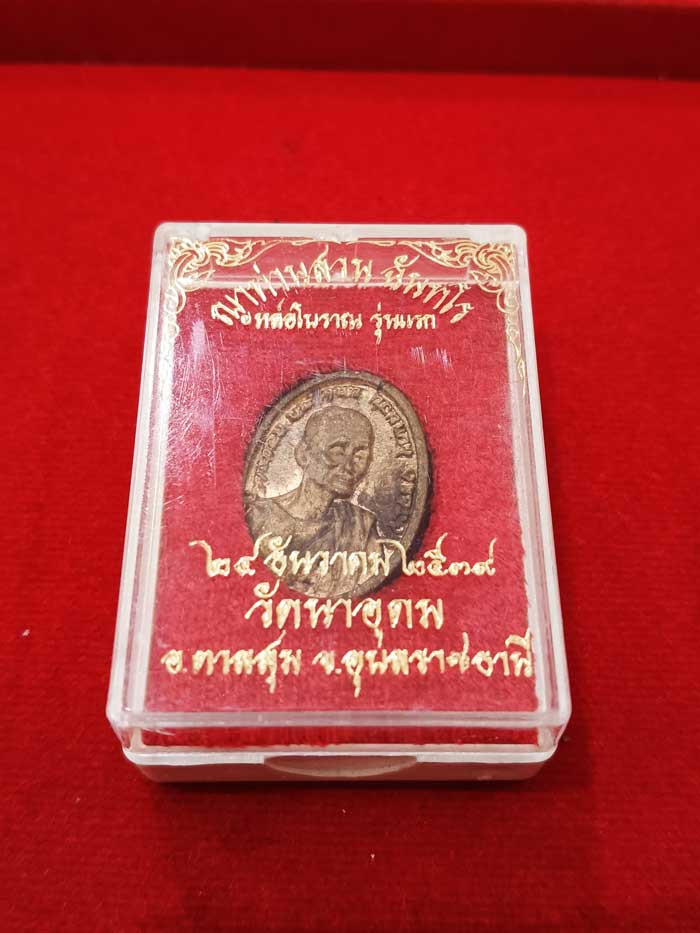 ญาท่านสวน ฉันทโร
หล่อโบราณ รุ่นแรก
๒๔ ธันวาคม ๒๕๓๙
วัดนาอุดม
อ.ตาลสุม จ.อุบลราชธานี